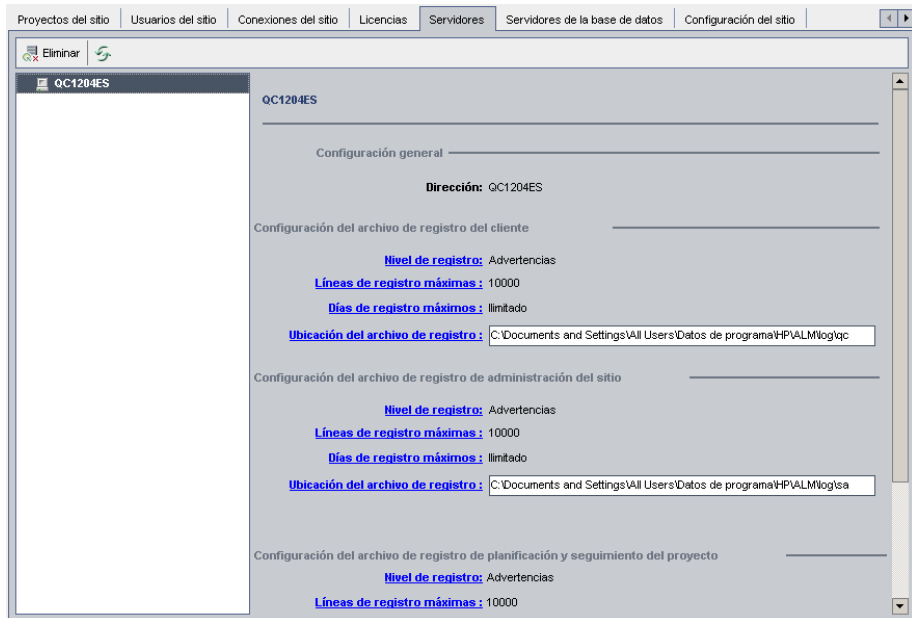 Proyectos del sitio Usuarios del sitio Conexiones del sitio Licencias Servidores Servidores de la base de datos Configuración del sitio
Eliminar
QC1204ES
QC1204ES
Configuración general
Dirección: QC1204ES
Configuración del archivo de registro del cliente
Nivel de registro: Advertencias
Líneas de registro máximas : 10000
Días de registro máximos : Ilimitado
Ubicación del archivo de registro : C:\Documents and Settings\All Users\Datos de programa\HP\ALM\log\qc
Configuración del archivo de registro de administración del sitio
Nivel de registro: Advertencias
Líneas de registro máximas : 10000
Días de registro máximos : Ilimitado
Ubicación del archivo de registro : C:\Documents and Settings\All Users\Datos de programa\HP\ALM\log\sa
Configuración del archivo de registro de planificación y seguimiento del proyecto
Nivel de registro: Advertencias
Líneas de registro máximas : 10000